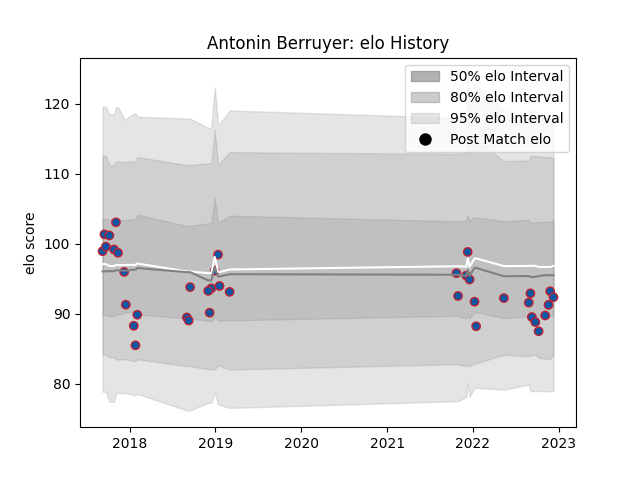 Antonin Berruyer: elo History
50% elo Interval
80% elo Interval
95% elo Interval
Post Match elo
elo score
120
110
100
90
80
2018
2019
2020
2021
2022
2023